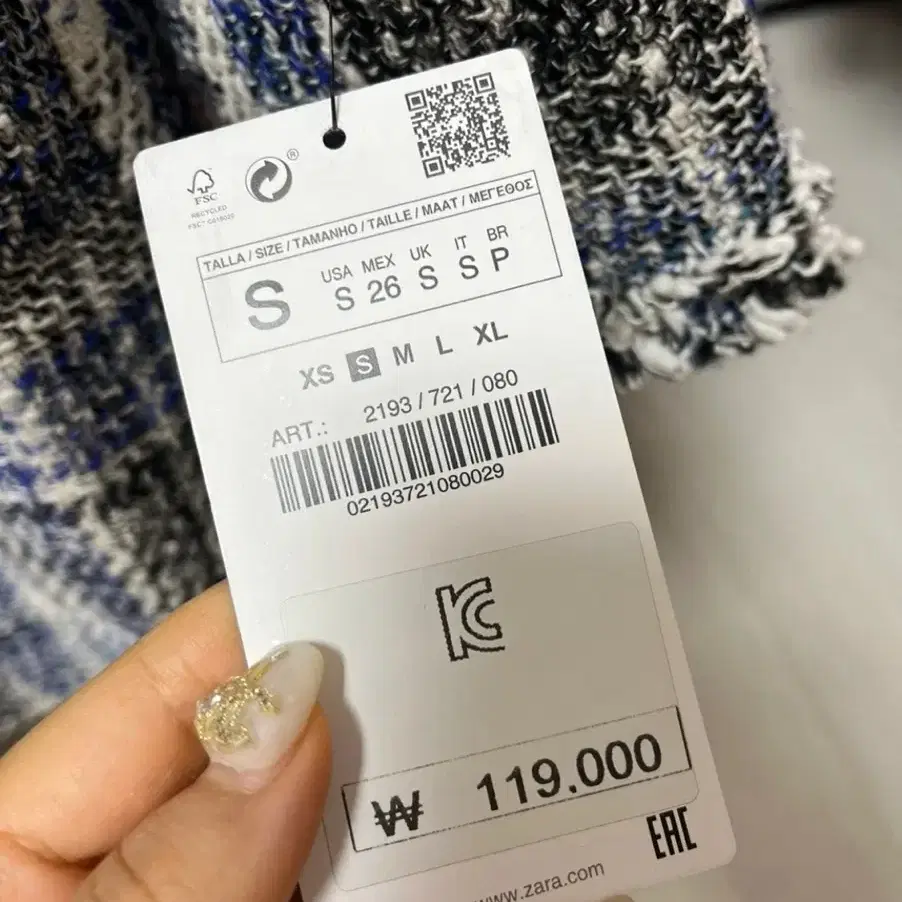 FSC
RECYCLED
®
TALLA / SIZE / TAMANHO / TAILLE / MAAT / ΜΕΓΕΘΟΣ
S
USA MEX UK IT BR
S 26 S S P
XS S M L XL
ART.: 2193 / 721 / 080
02193721080029
KC
₩ 119.000
EAC
www.zara.com